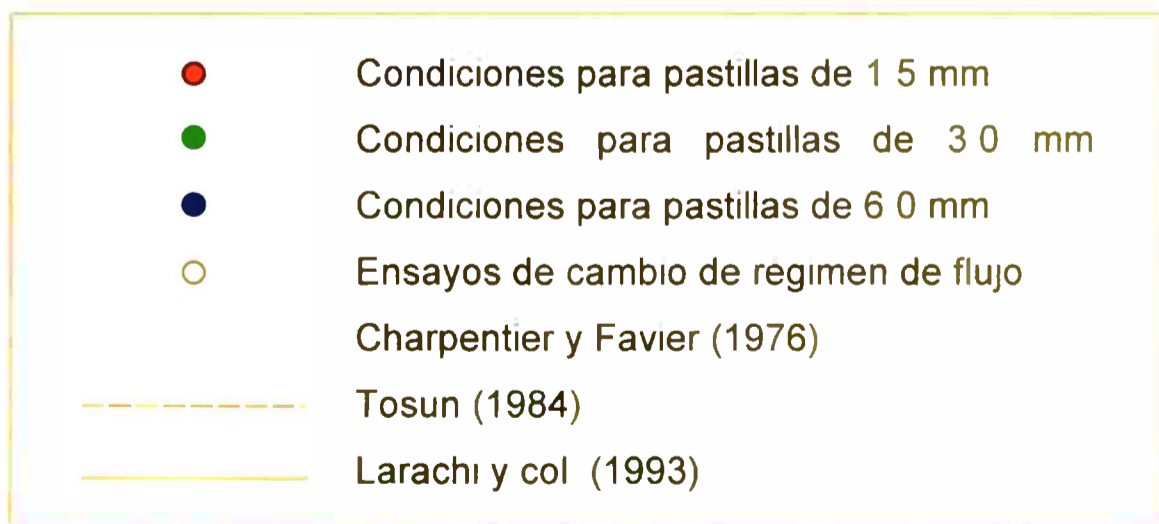 Condiciones para pastillas de 1 5 mm
Condiciones para pastillas de 3 0 mm
Condiciones para pastillas de 6 0 mm
Ensayos de cambio de regimen de flujo
Charpentier y Favier (1976)
Tosun (1984)
Larachi y col (1993)